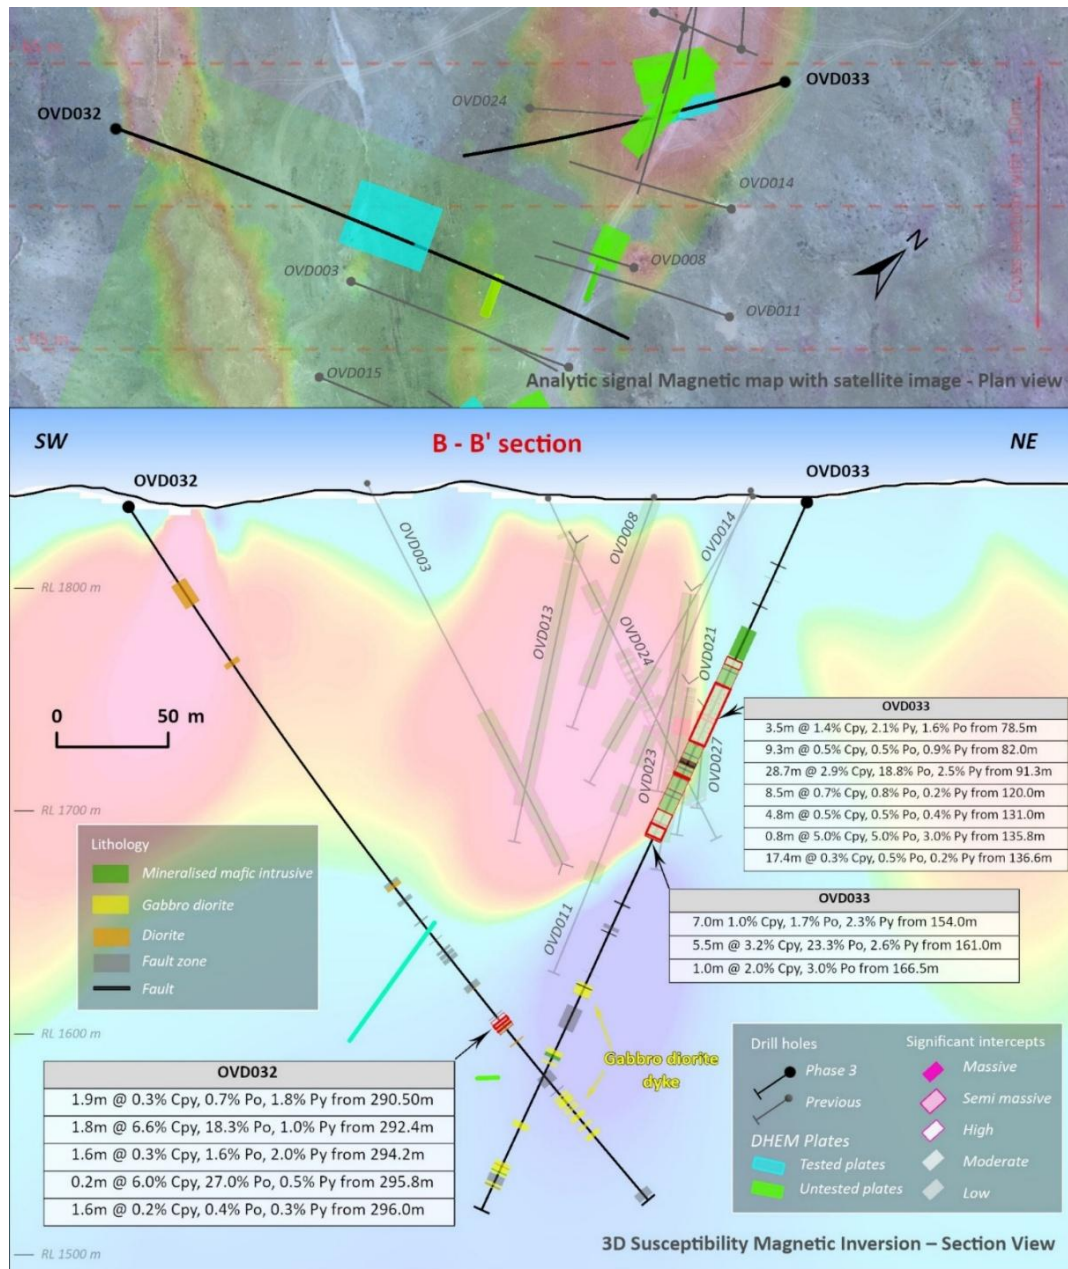 OVD032
OVD033
OVD024
OVD014
N
OVD003
OVD008
OVD011
OVD015
Analytic signal Magnetic map with satellite image - Plan view
SW
B - B' section
NE
OVD032
OVD033
OVD003
OVD008
OVD014
OVD013
OVD024
OVD021
RL 1800 m
0 50 m
OVD023
OVD027
OVD033
3.5m @ 1.4% Cpy, 2.1% Py, 1.6% Po from 78.5m
9.3m @ 0.5% Cpy, 0.5% Po, 0.9% Py from 82.0m
28.7m @ 2.9% Cpy, 18.8% Po, 2.5% Py from 91.3m
8.5m @ 0.7% Cpy, 0.8% Po, 0.2% Py from 120.0m
4.8m @ 0.5% Cpy, 0.5% Po, 0.4% Py from 131.0m
0.8m @ 5.0% Cpy, 5.0% Po, 3.0% Py from 135.8m
17.4m @ 0.3% Cpy, 0.5% Po, 0.2% Py from 136.6m
RL 1700 m
Lithology
Mineralised mafic intrusive
Gabbro diorite
Diorite
Fault zone
Fault
OVD011
OVD033
7.0m 1.0% Cpy, 1.7% Po, 2.3% Py from 154.0m
5.5m @ 3.2% Cpy, 23.3% Po, 2.6% Py from 161.0m
1.0m @ 2.0% Cpy, 3.0% Po from 166.5m
RL 1600 m
Gabbro diorite
dyke
OVD032
1.9m @ 0.3% Cpy, 0.7% Po, 1.8% Py from 290.50m
1.8m @ 6.6% Cpy, 18.3% Po, 1.0% Py from 292.4m
1.6m @ 0.3% Cpy, 1.6% Po, 2.0% Py from 294.2m
0.2m @ 6.0% Cpy, 27.0% Po, 0.5% Py from 295.8m
1.6m @ 0.2% Cpy, 0.4% Po, 0.3% Py from 296.0m
Drill holes
Phase 3
Previous
DHEM Plates
Tested plates
Untested plates
Significant intercepts
Massive
Semi massive
High
Moderate
Low
3D Susceptibility Magnetic Inversion – Section View
RL 1500 m